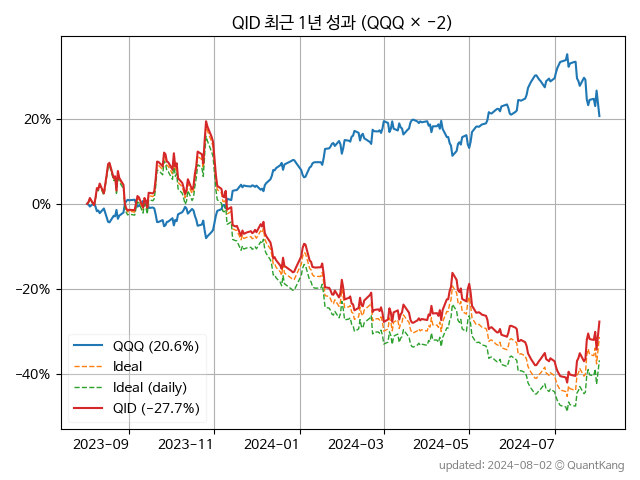 QID 최근 1년 성과 (QQQ × −2)
20%
0%
−20%
−40%
QQQ (20.6%)
Ideal
Ideal (daily)
QID (−27.7%)
2023−09 2023−11 2024−01 2024−03 2024−05 2024−07
updated: 2024−08−02 © QuantKang